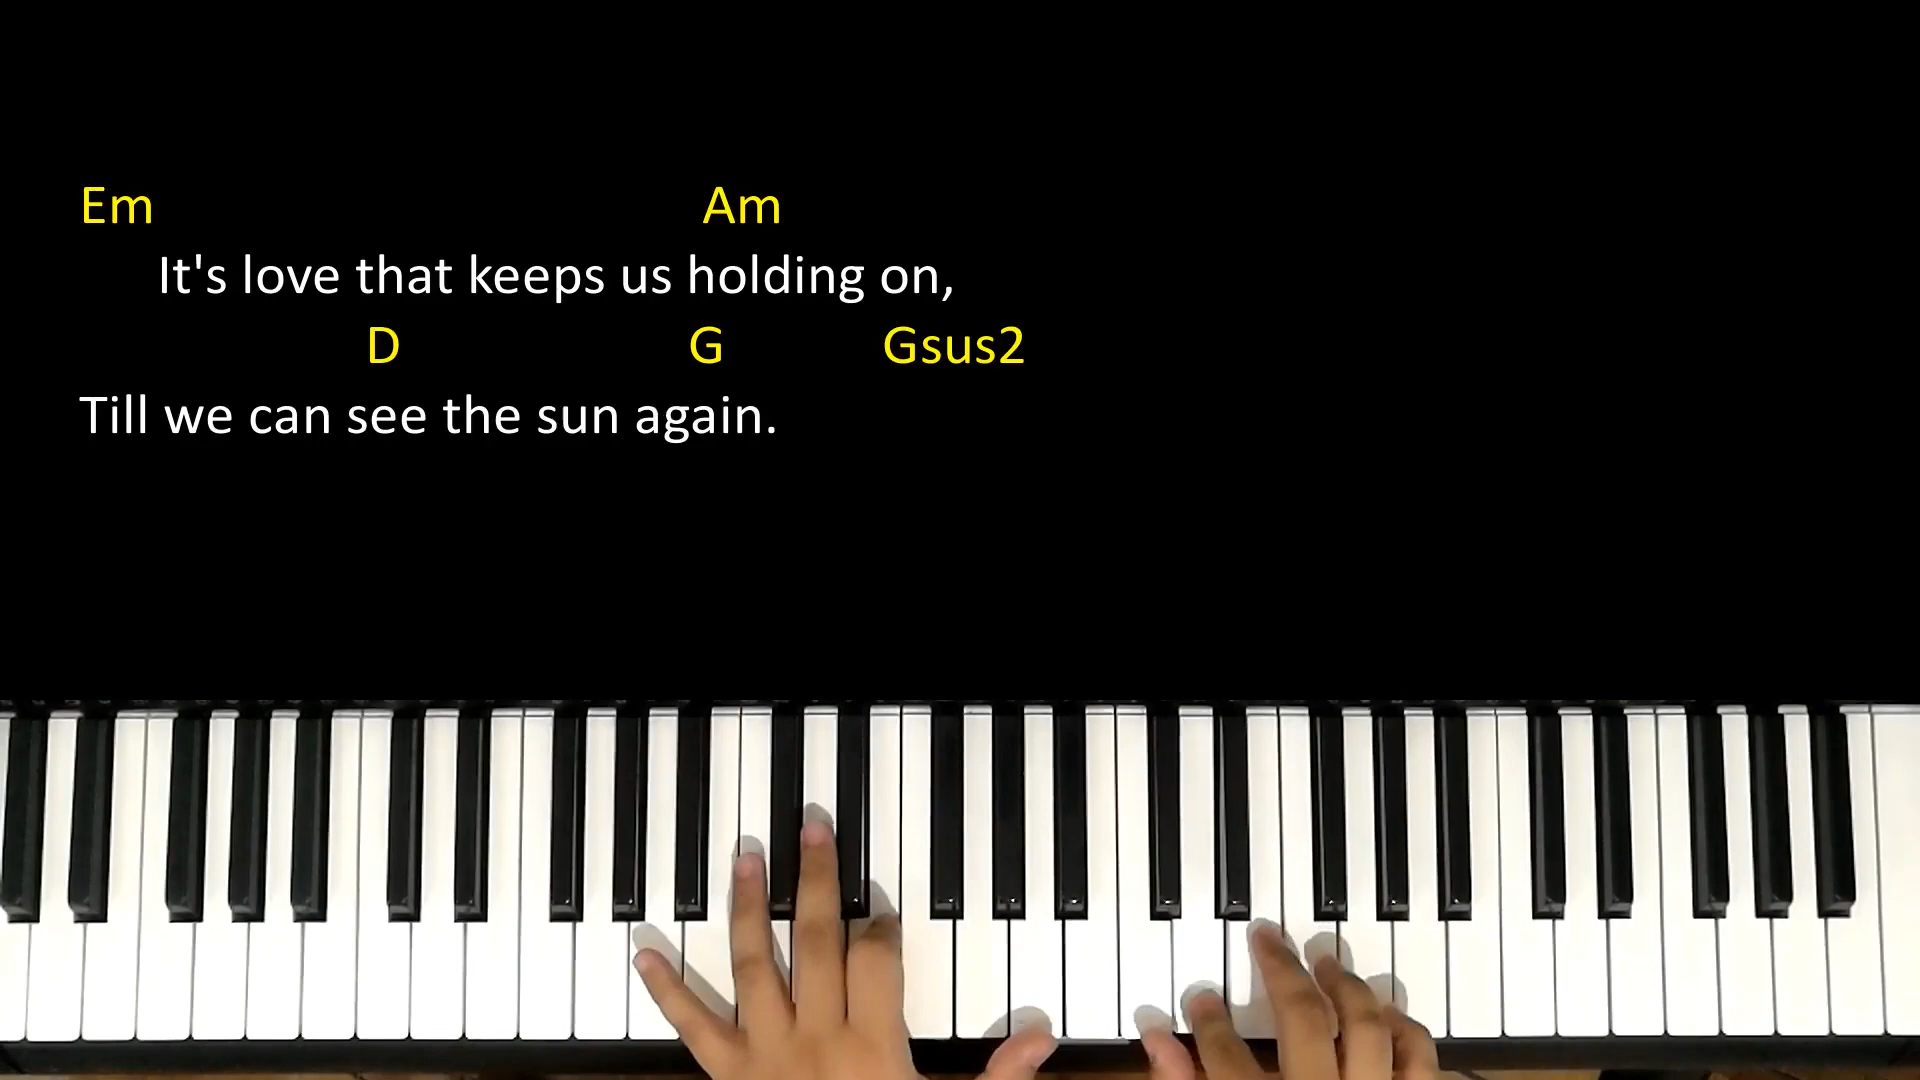 Em Am
It's love that keeps us holding on,
D G Gsus2
Till we can see the sun again.